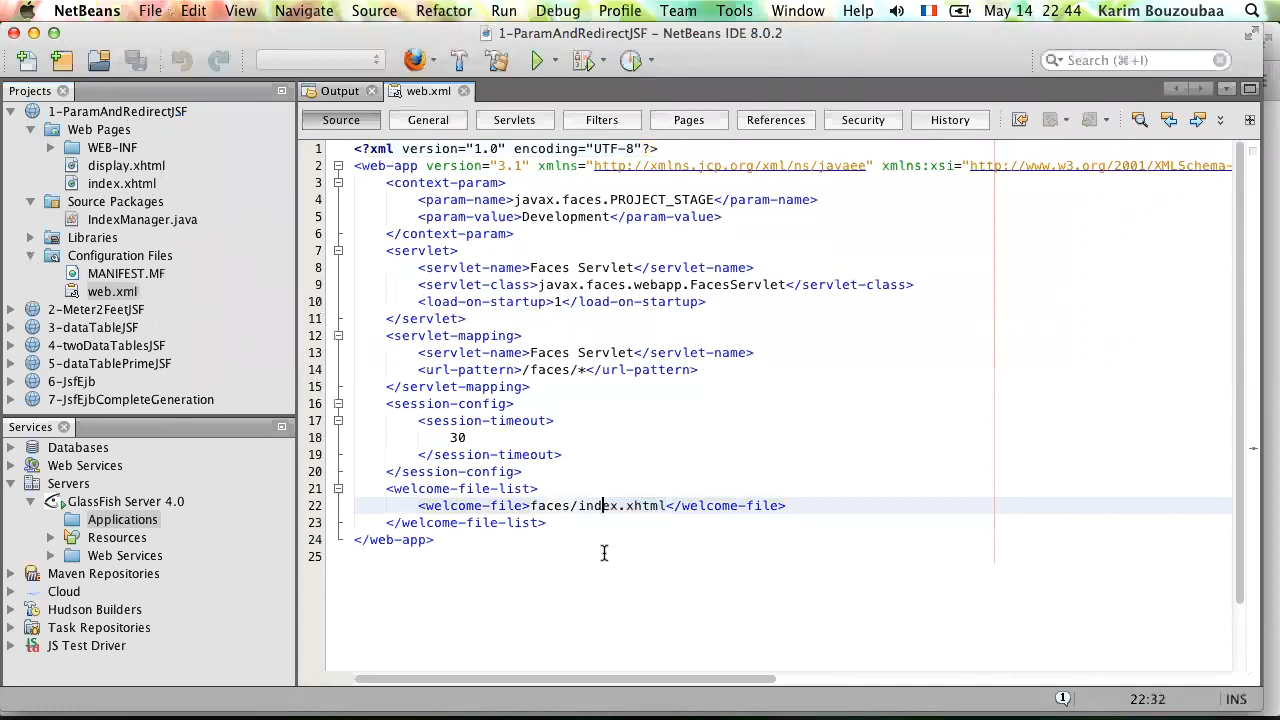 NetBeans File Edit View Navigate Source Refactor Run Debug Profile Team Tools Window Help May 14 22:44 Karim Bouzoubaa
1-ParamAndRedirectJSF – NetBeans IDE 8.0.2
Search (⌘+I)
Projects Output web.xml
Source General Servlets Filters Pages References Security History
1-ParamAndRedirectJSF
Web Pages
WEB-INF
display.xhtml
index.xhtml
Source Packages
IndexManager.java
Libraries
Configuration Files
MANIFEST.MF
web.xml
2-Meter2FeetJSF
3-dataTableJSF
4-twoDataTablesJSF
5-dataTablePrimeJSF
6-JsfEjb
7-JsfEjbCompleteGeneration
Services
Databases
Web Services
Servers
GlassFish Server 4.0
Applications
Resources
Web Services
Maven Repositories
Cloud
Hudson Builders
Task Repositories
JS Test Driver
1 <?xml version="1.0" encoding="UTF-8"?>
2 <web-app version="3.1" xmlns="http://xmlns.jcp.org/xml/ns/javaee" xmlns:xsi="http://www.w3.org/2001/XMLSchema-
3 <context-param>
4 <param-name>javax.faces.PROJECT_STAGE</param-name>
5 <param-value>Development</param-value>
6 </context-param>
7 <servlet>
8 <servlet-name>Faces Servlet</servlet-name>
9 <servlet-class>javax.faces.webapp.FacesServlet</servlet-class>
10 <load-on-startup>1</load-on-startup>
11 </servlet>
12 <servlet-mapping>
13 <servlet-name>Faces Servlet</servlet-name>
14 <url-pattern>/faces/*</url-pattern>
15 </servlet-mapping>
16 <session-config>
17 <session-timeout>
18 30
19 </session-timeout>
20 </session-config>
21 <welcome-file-list>
22 <welcome-file>faces/index.xhtml</welcome-file>
23 </welcome-file-list>
24 </web-app>
25
1 22:32 INS